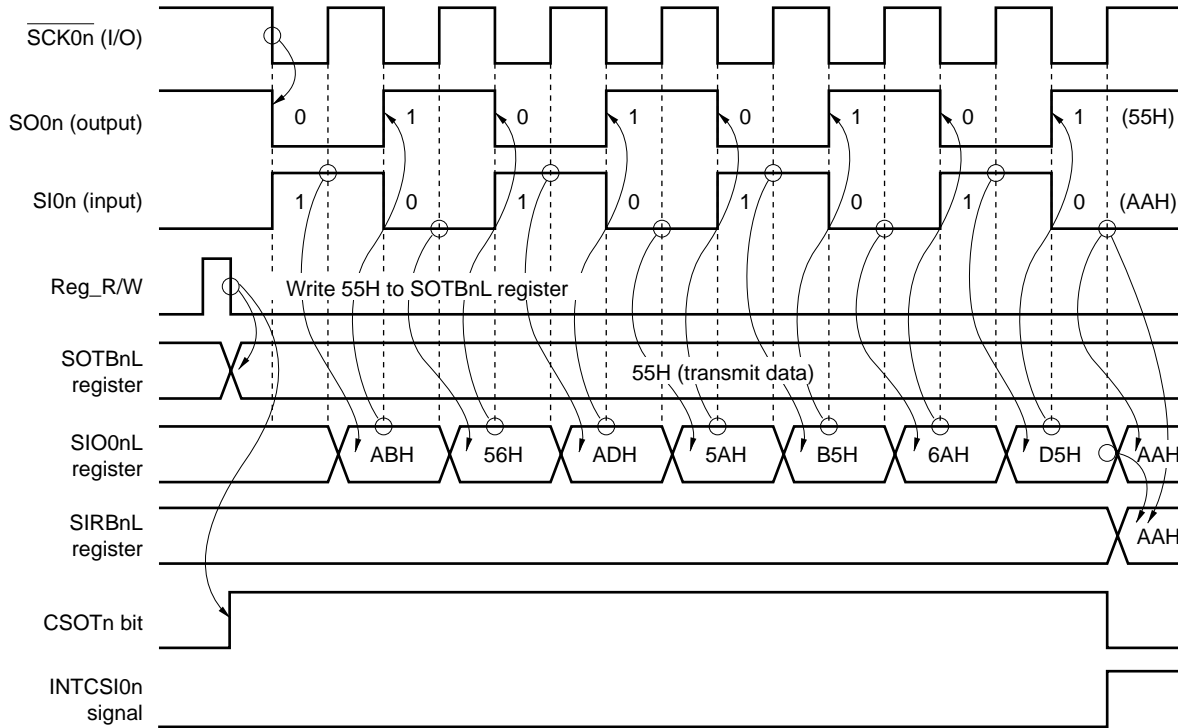 SCK0n (I/O)
SO0n (output)
0 1 0 1 0 1 0 1 (55H)
SI0n (input)
1 0 1 0 1 0 1 0 (AAH)
Reg_R/W
Write 55H to SOTBnL register
SOTBnL
register
55H (transmit data)
SIO0nL
register
ABH 56H ADH 5AH B5H 6AH D5H AAH
SIRBnL
register
AAH
CSOTn bit
INTCSI0n
signal